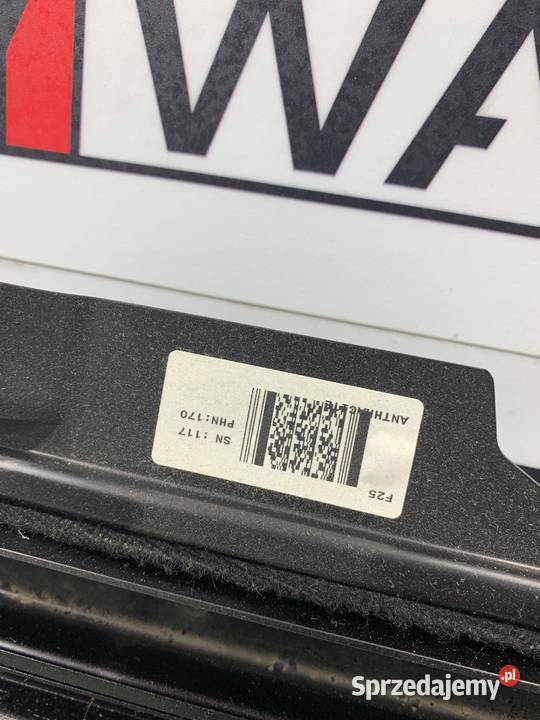 WA
F25
ANTHRACITE
SN :117
PHN:170
Sprzedajemy.pl